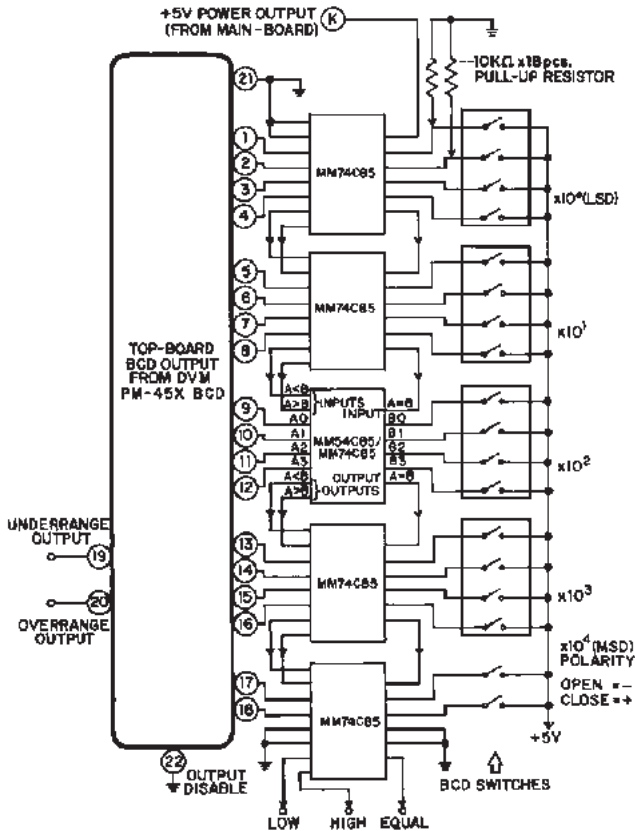 +5V POWER OUTPUT
(FROM MAIN-BOARD)
K
10KΩ x18pcs.
PULL-UP RESISTOR
21
1
2
3
4
MM74C85
x10⁰(LSD)
5
6
7
8
MM74C85
x10¹
TOP-BOARD
BCD OUTPUT
FROM DVM
PM-45X BCD
A<B
A>B
INPUTS
INPUT
A=B
9
A0
B0
10
A1
MM54C85/
MM74C85
B1
11
A2
B2
12
A3
B3
A<B
A>B
OUTPUT
OUTPUTS
A=B
x10²
UNDERRANGE
OUTPUT
19
20
OVERRANGE
OUTPUT
13
14
15
16
MM74C85
x10³
x10⁴(MSD)
POLARITY
OPEN = -
CLOSE = +
17
18
MM74C85
+5V
22
OUTPUT
DISABLE
BCD SWITCHES
LOW HIGH EQUAL